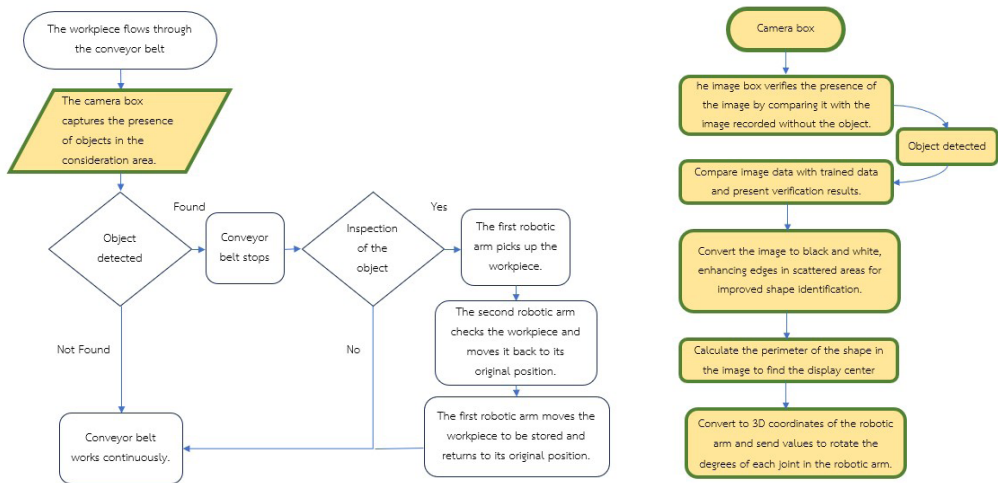 The workpiece flows through
the conveyor belt
The camera box
captures the presence
of objects in the
consideration area.
Object
detected
Found
Not Found
Conveyor
belt stops
Inspection
of the
object
Yes
No
The first robotic
arm picks up the
workpiece.
The second robotic arm
checks the workpiece and
moves it back to its
original position.
The first robotic arm moves the
workpiece to be stored and
returns to its original position.
Conveyor belt
works continuously.
Camera box
he image box verifies the presence of
the image by comparing it with the
image recorded without the object.
Object detected
Compare image data with trained data
and present verification results.
Convert the image to black and white,
enhancing edges in scattered areas for
improved shape identification.
Calculate the perimeter of the shape in
the image to find the display center
Convert to 3D coordinates of the robotic
arm and send values to rotate the
degrees of each joint in the robotic arm.